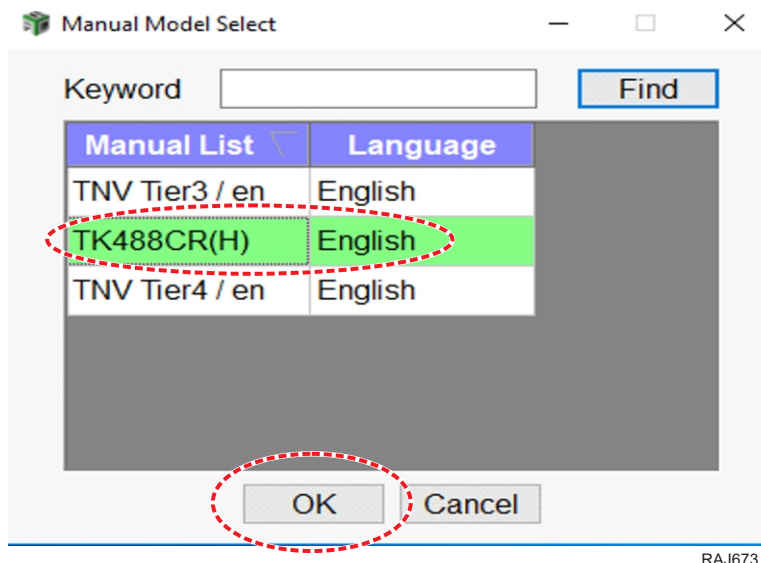 Manual Model Select
Keyword Find
Manual List Language
TNV Tier3 / en English
TK488CR(H) English
TNV Tier4 / en English
OK Cancel
RAJ673